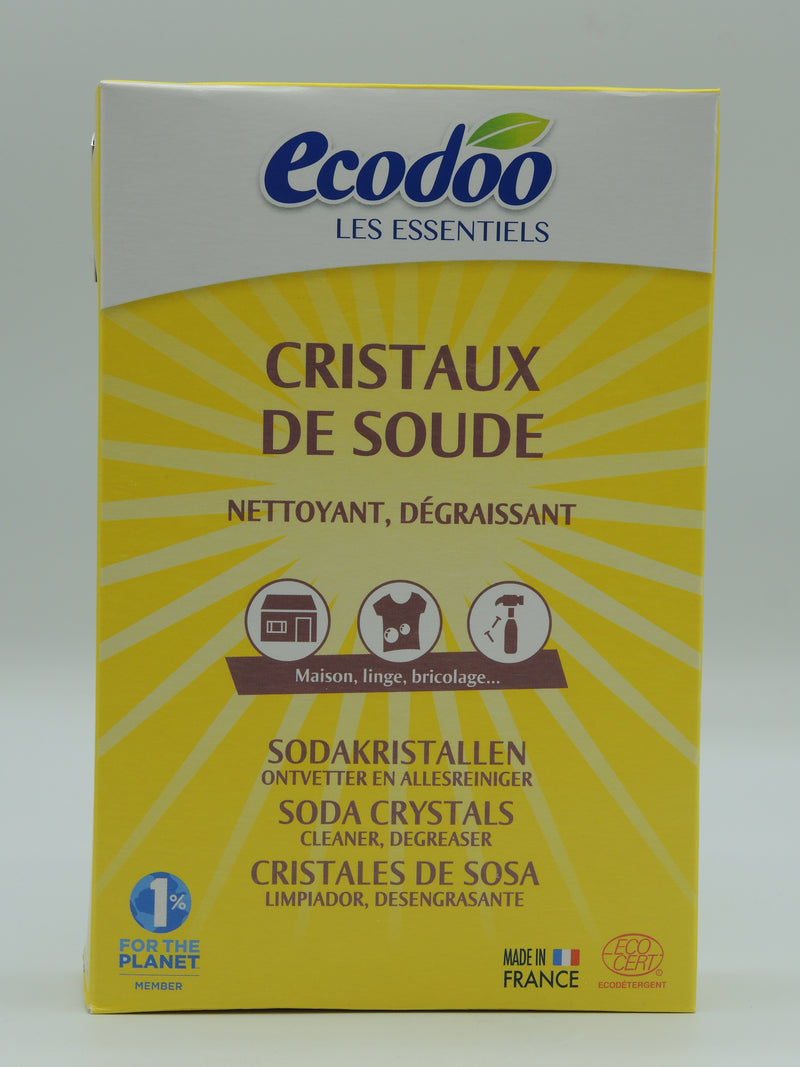 ecodoo
LES ESSENTIELS
CRISTAUX
DE SOUDE
NETTOYANT, DÉGRAISSANT
Maison, linge, bricolage...
SODAKRISTALLEN
ONTVETTER EN ALLESREINIGER
SODA CRYSTALS
CLEANER, DEGREASER
CRISTALES DE SOSA
LIMPIADOR, DESENGRASANTE
1%
FOR THE
PLANET
MEMBER
MADE IN
FRANCE
ECO
CERT
ECODÉTERGENT